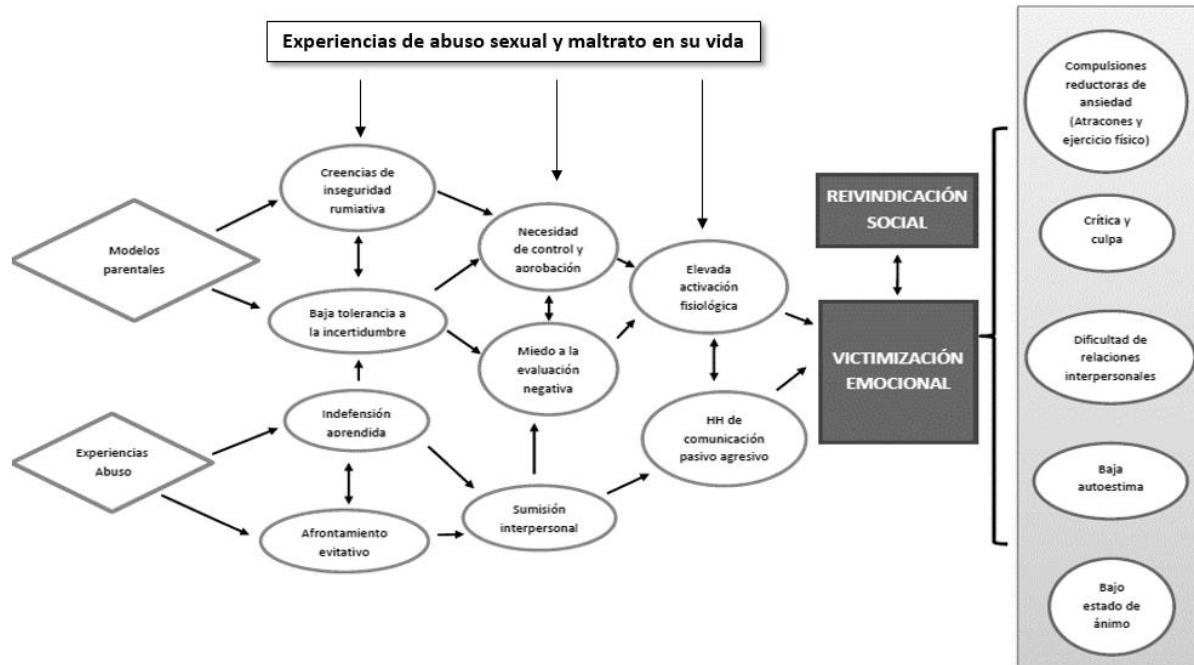 Experiencias de abuso sexual y maltrato en su vida
Modelos
parentales
Experiencias
Abuso
Creencias de
inseguridad
rumiativa
Baja tolerancia a
la incertidumbre
Indefensión
aprendida
Afrontamiento
evitativo
Necesidad
de control y
aprobación
Miedo a la
evaluación
negativa
Sumisión
interpersonal
Elevada
activación
fisiológica
HH de
comunicación
pasivo agresivo
REIVINDICACIÓN
SOCIAL
VICTIMIZACIÓN
EMOCIONAL
Compulsiones
reductoras de
ansiedad
(Atracones y
ejercicio físico)
Crítica y
culpa
Dificultad de
relaciones
interpersonales
Baja
autoestima
Bajo
estado de
ánimo